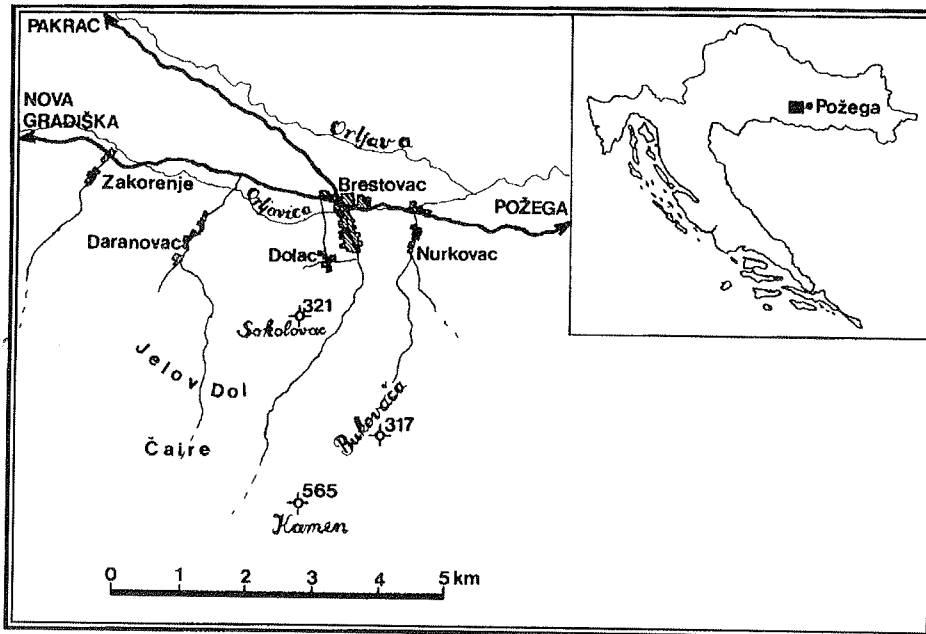 PAKRAC
NOVA
GRADIŠKA
Orljava
Zakorenje
Orljavica
Brestovac
POŽEGA
Daranovac
Dolac
Nurkovac
321
Sokolovac
Jelov Dol
Bukovača
317
Čaire
565
Kamen
0 1 2 3 4 5 km
Požega